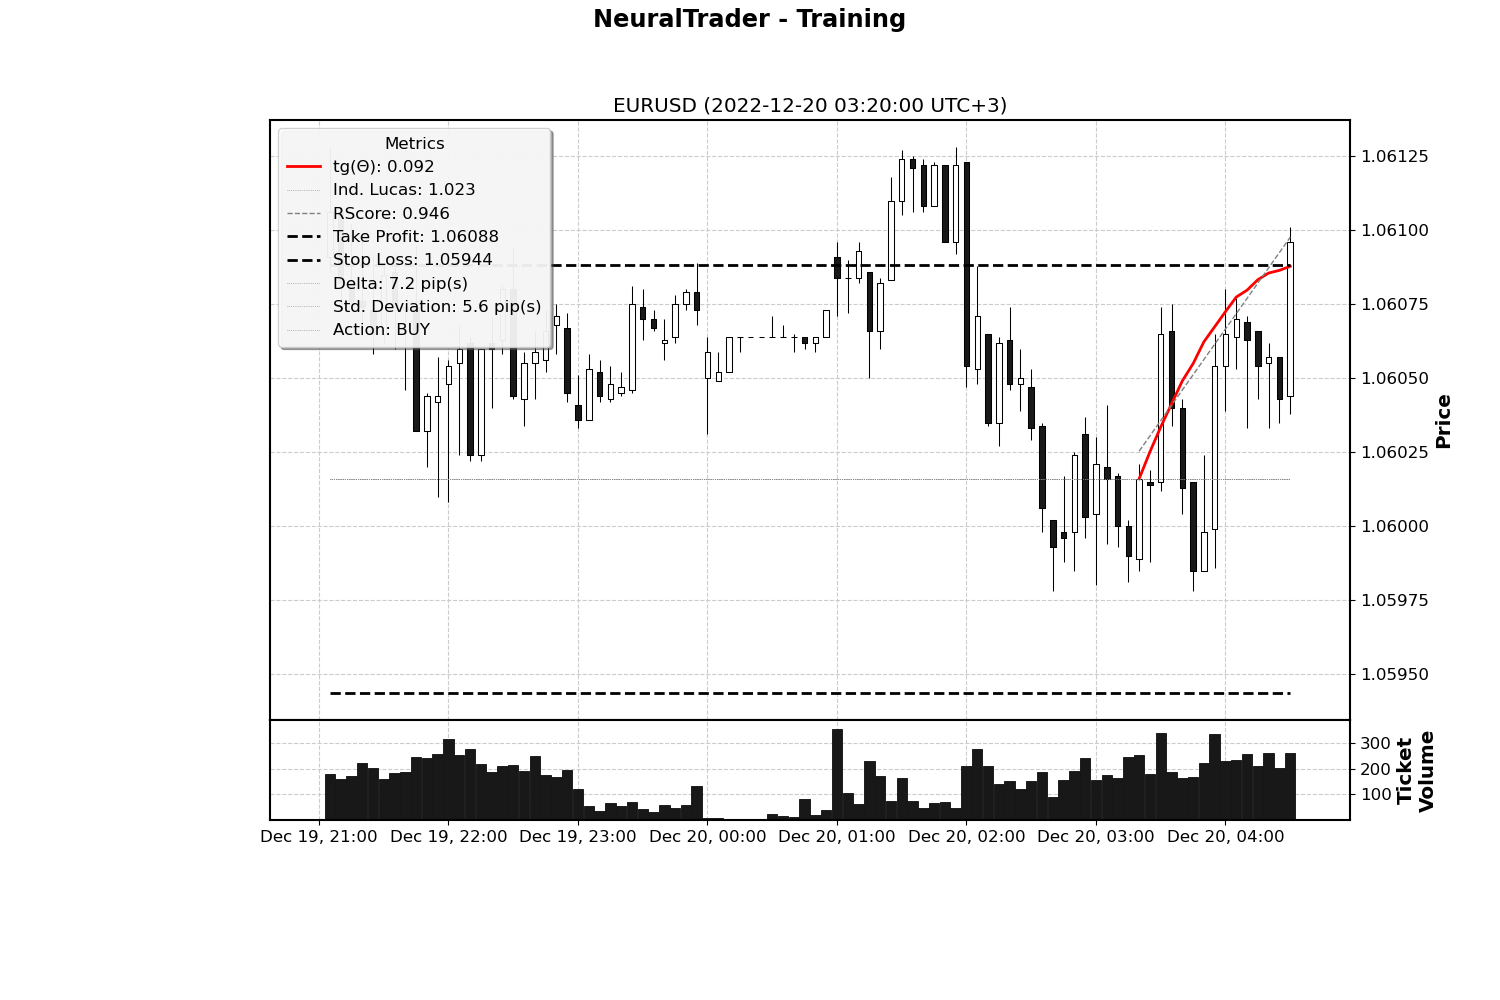 NeuralTrader - Training
EURUSD (2022-12-20 03:20:00 UTC+3)
Metrics
tg(Θ): 0.092
Ind. Lucas: 1.023
RScore: 0.946
Take Profit: 1.06088
Stop Loss: 1.05944
Delta: 7.2 pip(s)
Std. Deviation: 5.6 pip(s)
Action: BUY
1.06125
1.06100
1.06075
1.06050
1.06025
1.06000
1.05975
1.05950
Price
300
200
100
Ticket
Volume
Dec 19, 21:00 Dec 19, 22:00 Dec 19, 23:00 Dec 20, 00:00 Dec 20, 01:00 Dec 20, 02:00 Dec 20, 03:00 Dec 20, 04:00